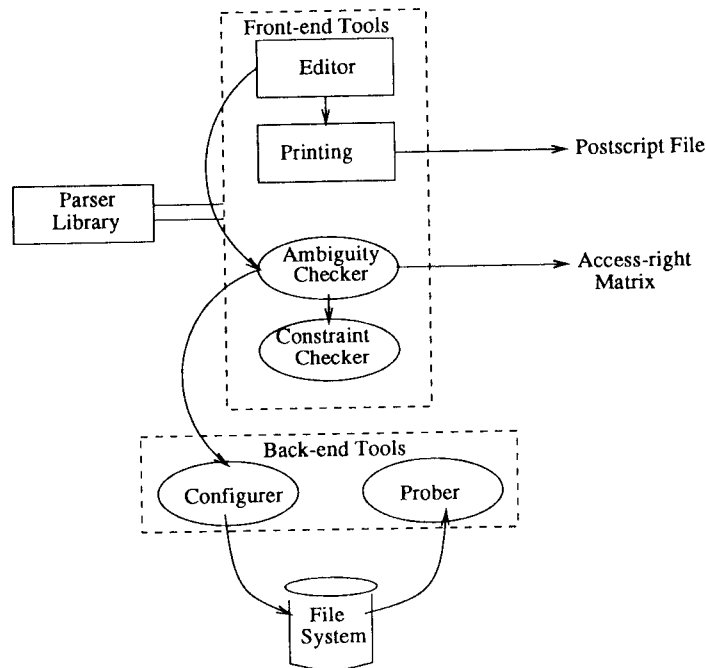 Front-end Tools
Editor
Printing
Postscript File
Parser
Library
Ambiguity
Checker
Access-right
Matrix
Constraint
Checker
Back-end Tools
Configurer
Prober
File
System